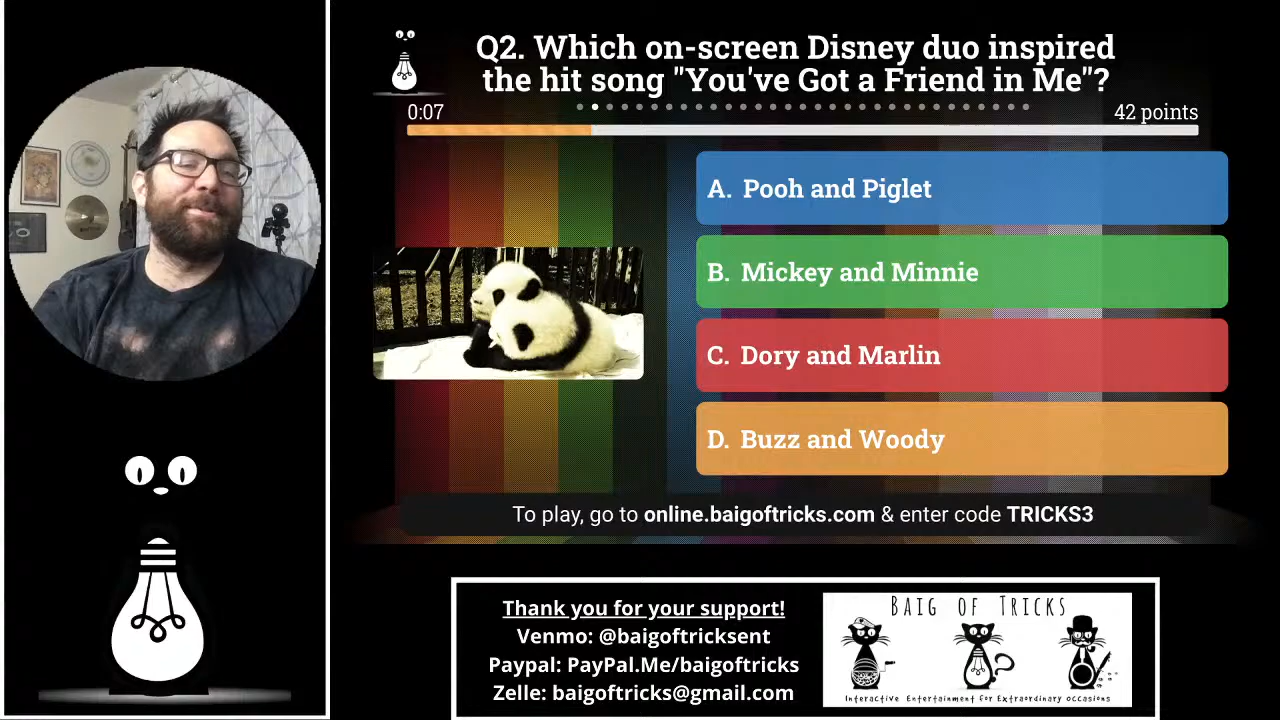 Q2. Which on-screen Disney duo inspired
the hit song "You've Got a Friend in Me"?
0:07
42 points
A. Pooh and Piglet
B. Mickey and Minnie
C. Dory and Marlin
D. Buzz and Woody
To play, go to online.baigoftricks.com & enter code TRICKS3
Thank you for your support!
Venmo: @baigoftricksent
Paypal: PayPal.Me/baigoftricks
Zelle: baigoftricks@gmail.com
BAIG OF TRICKS
Interactive Entertainment for Extraordinary occasions